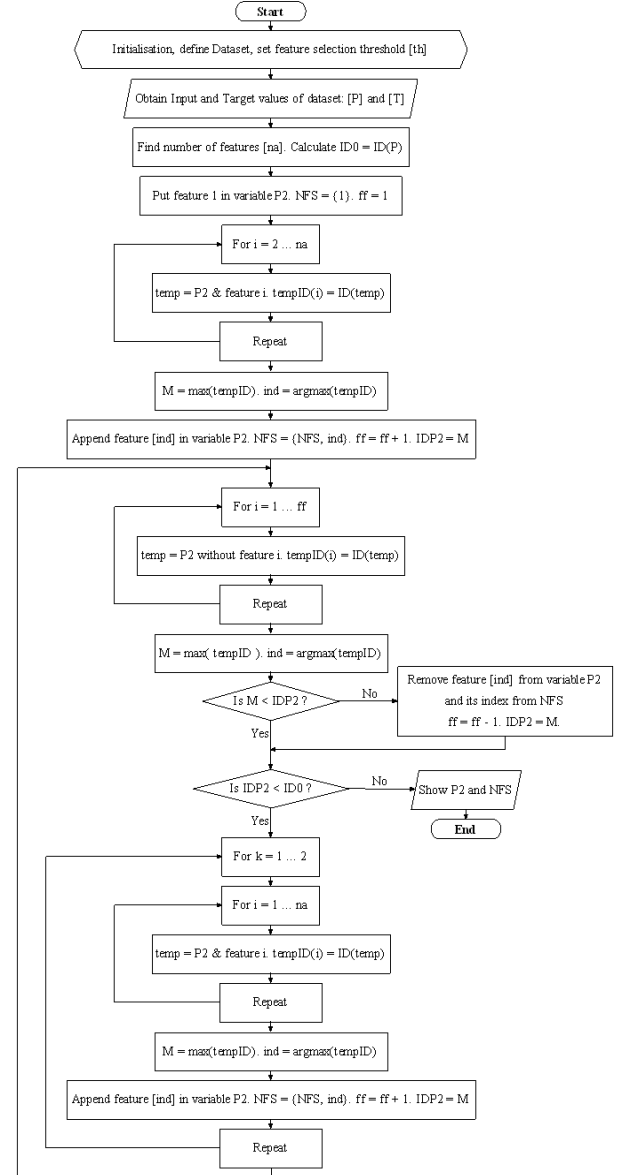 Start
Initialisation, define Dataset, set feature selection threshold [th]
Obtain Input and Target values of dataset: [P] and [T]
Find number of features [na]. Calculate ID0 = ID(P)
Put feature 1 in variable P2. NFS = {1}. ff = 1
For i = 2 ... na
temp = P2 & feature i. tempID(i) = ID(temp)
Repeat
M = max(tempID). ind = argmax(tempID)
Append feature [ind] in variable P2. NFS = {NFS, ind}. ff = ff + 1. IDP2 = M
For i = 1 ... ff
temp = P2 without feature i. tempID(i) = ID(temp)
Repeat
M = max( tempID ). ind = argmax(tempID)
Is M < IDP2 ?
No
Remove feature [ind] from variable P2
and its index from NFS
ff = ff - 1. IDP2 = M.
Yes
Is IDP2 < ID0 ?
No
Show P2 and NFS
End
Yes
For k = 1 ... 2
For i = 1 ... na
temp = P2 & feature i. tempID(i) = ID(temp)
Repeat
M = max(tempID). ind = argmax(tempID)
Append feature [ind] in variable P2. NFS = {NFS, ind}. ff = ff + 1. IDP2 = M
Repeat